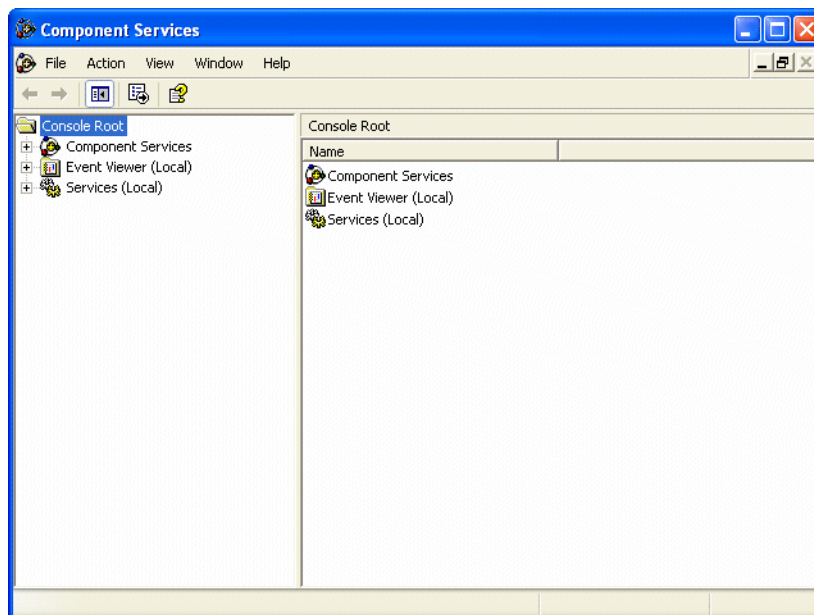 Component Services
File Action View Window Help
Console Root
Component Services
Event Viewer (Local)
Services (Local)
Console Root
Name
Component Services
Event Viewer (Local)
Services (Local)